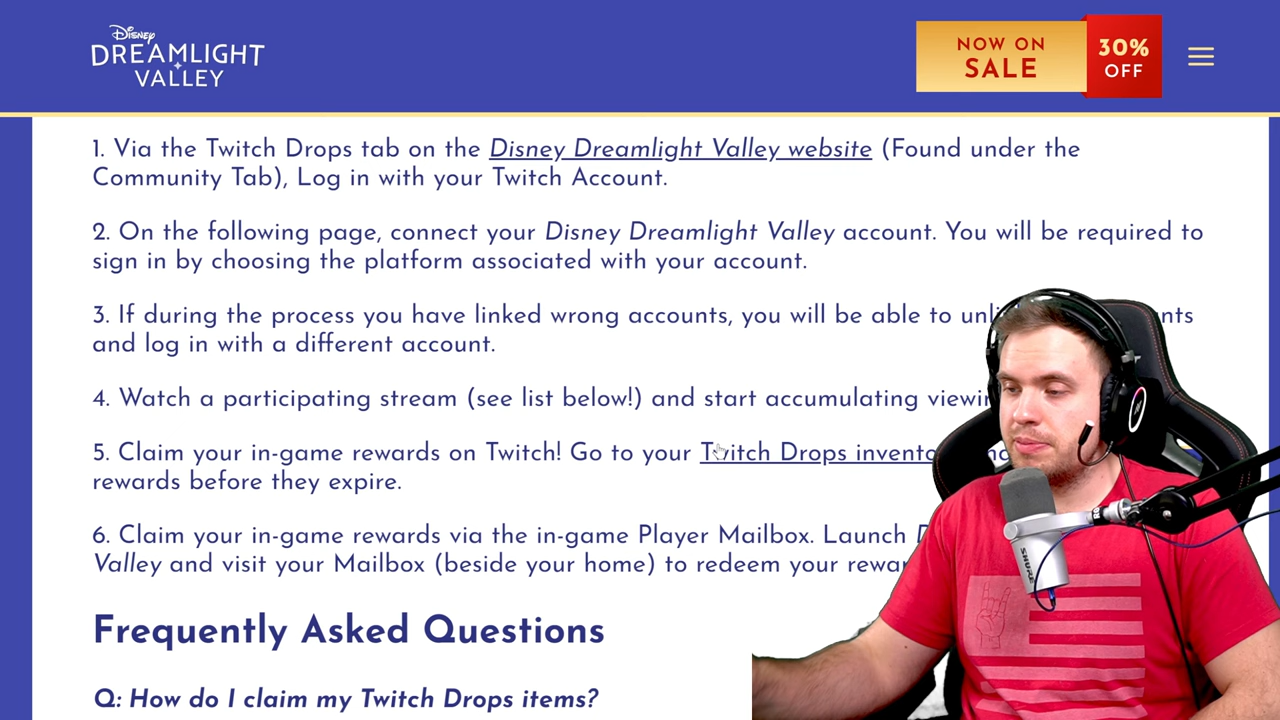 Disney
DREAMLIGHT
VALLEY
NOW ON
SALE
30%
OFF
1. Via the Twitch Drops tab on the Disney Dreamlight Valley website (Found under the
Community Tab), Log in with your Twitch Account.
2. On the following page, connect your Disney Dreamlight Valley account. You will be required to
sign in by choosing the platform associated with your account.
3. If during the process you have linked wrong accounts, you will be able to
and log in with a different account.
4. Watch a participating stream (see list below!) and start accumulating
5. Claim your in-game rewards on Twitch! Go to your Twitch Drops
rewards before they expire.
6. Claim your in-game rewards via the in-game Player Mailbox. Launch
Valley and visit your Mailbox (beside your home) to redeem your
Frequently Asked Questions
Q: How do I claim my Twitch Drops items?
SHURE